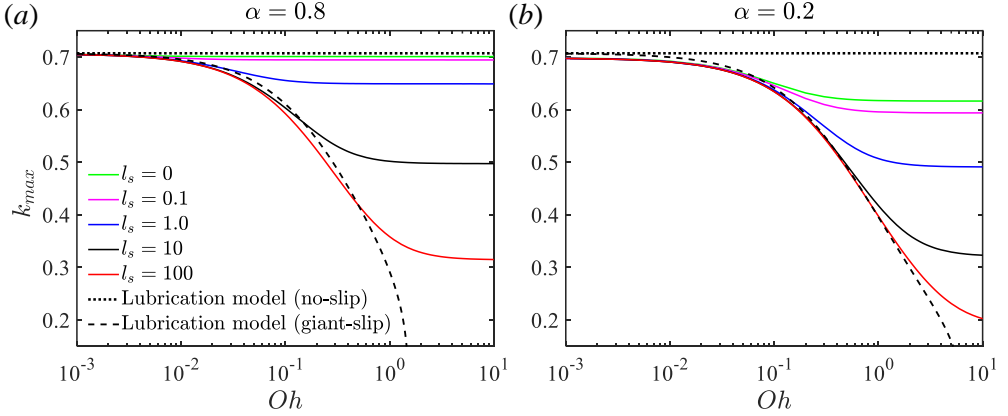 (a) α = 0.8
(b) α = 0.2
k_max
0.7
0.6
0.5
0.4
0.3
0.2
l_s = 0
l_s = 0.1
l_s = 1.0
l_s = 10
l_s = 100
Lubrication model (no-slip)
Lubrication model (giant-slip)
10^-3 10^-2 10^-1 10^0 10^1
Oh
0.7
0.6
0.5
0.4
0.3
0.2
10^-3 10^-2 10^-1 10^0 10^1
Oh